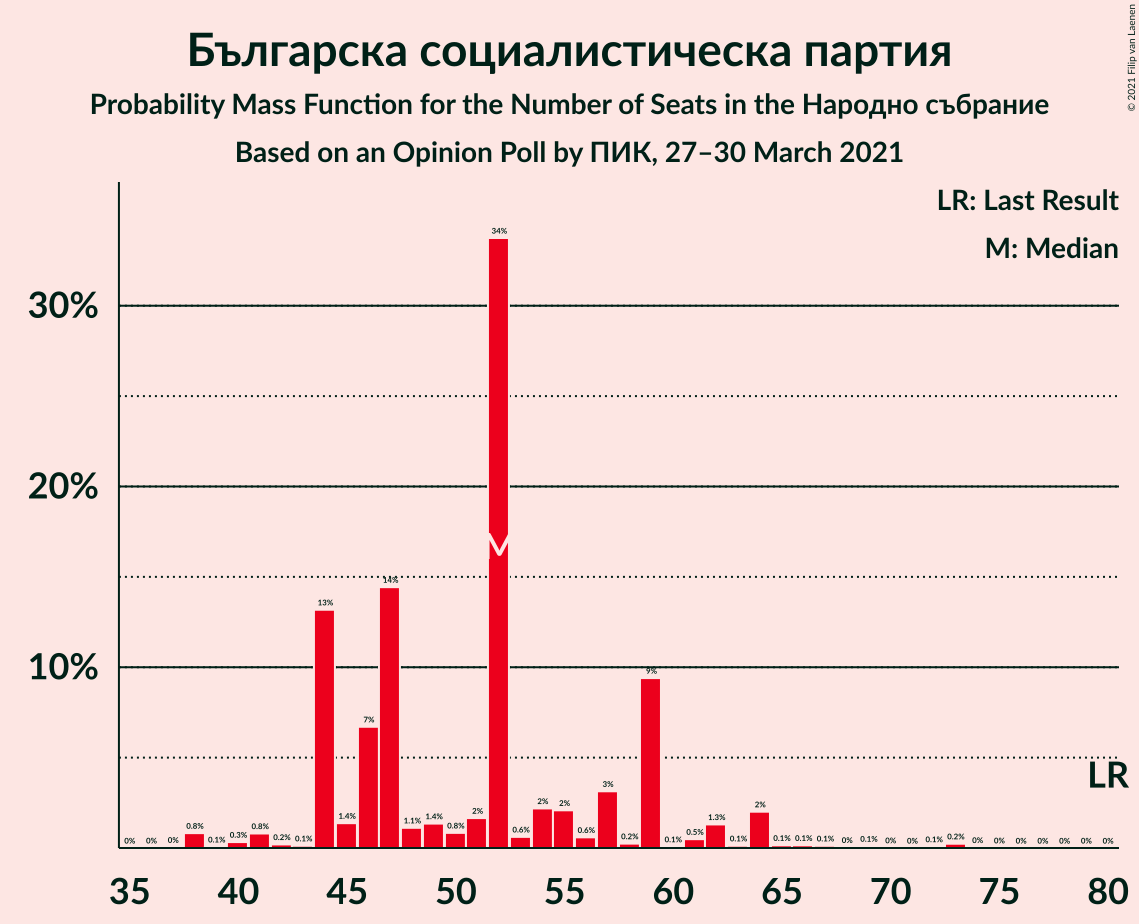 Българска социалистическа партия
Probability Mass Function for the Number of Seats in the Народно събрание
Based on an Opinion Poll by ПИК, 27–30 March 2021
© 2021 Filip van Laenen
LR: Last Result
M: Median
34%
30%
20%
14%
13%
10%
9%
7%
LR
0% 0% 0% 0.8% 0.1% 0.3% 0.8% 0.2% 0.1% 1.4% 1.1% 1.4% 0.8% 2% 0.6% 2% 2% 0.6% 3% 0.2% 0.1% 0.5% 1.3% 0.1% 2% 0.1% 0.1% 0.1% 0% 0.1% 0% 0% 0.1% 0.2% 0% 0% 0% 0% 0% 0% 0%
35 40 45 50 55 60 65 70 75 80